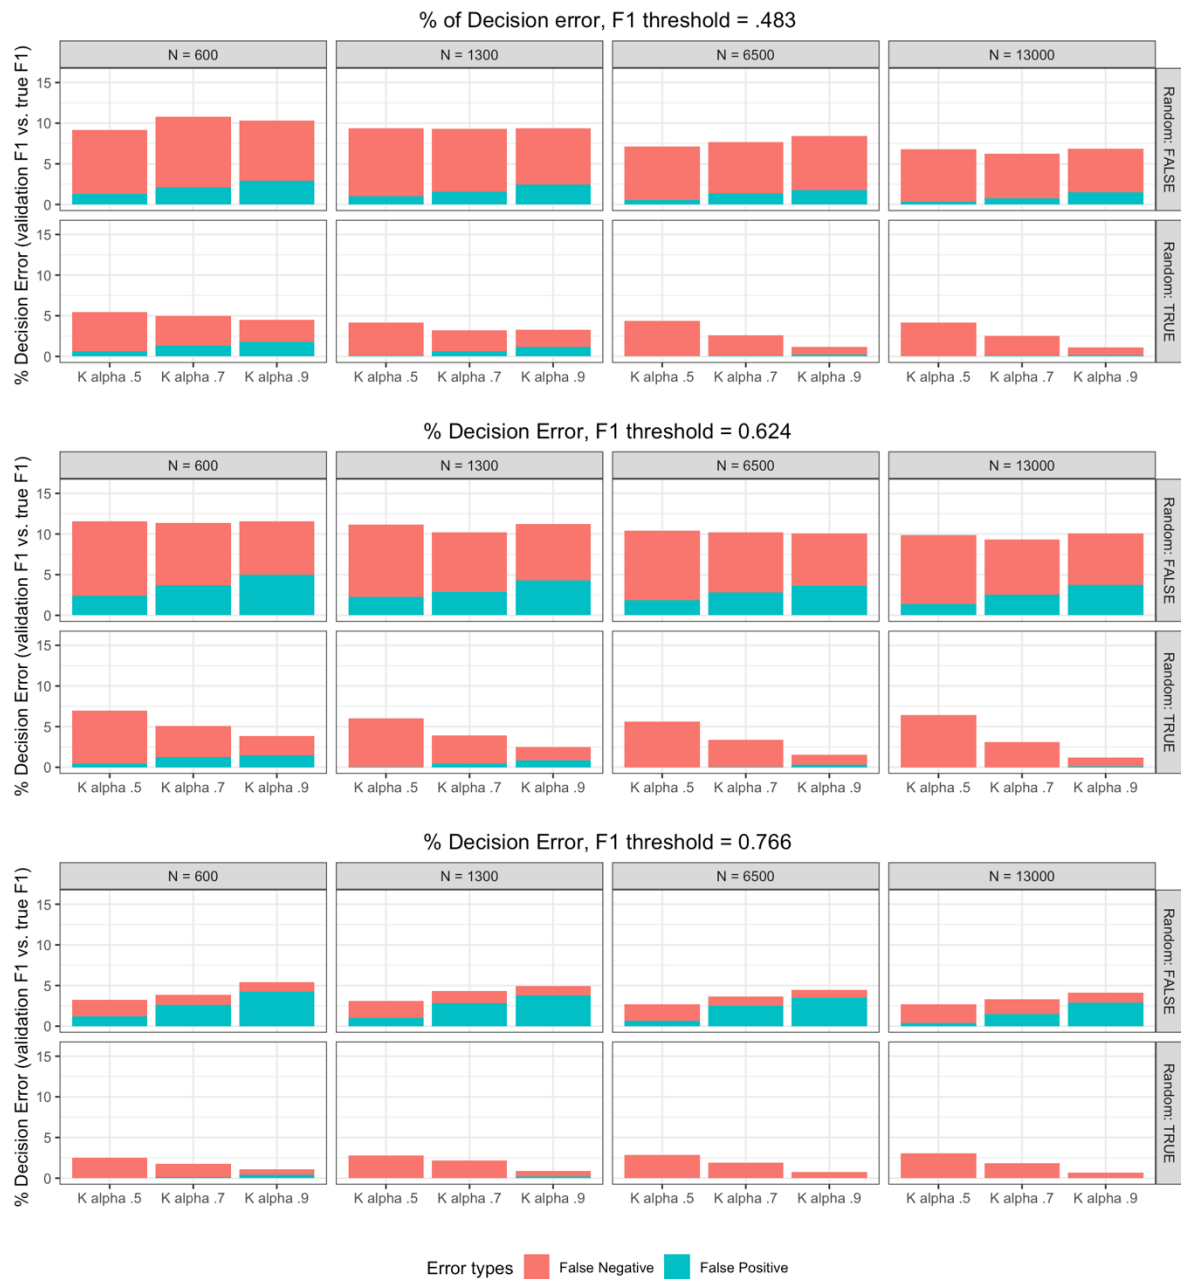 % of Decision error, F1 threshold = .483
N = 600
N = 1300
N = 6500
N = 13000
% Decision Error (validation F1 vs. true F1)
15
10
5
0
Random: FALSE
15
10
5
0
Random: TRUE
K alpha .5 K alpha .7 K alpha .9
K alpha .5 K alpha .7 K alpha .9
K alpha .5 K alpha .7 K alpha .9
K alpha .5 K alpha .7 K alpha .9
% Decision Error, F1 threshold = 0.624
N = 600
N = 1300
N = 6500
N = 13000
% Decision Error (validation F1 vs. true F1)
15
10
5
0
Random: FALSE
15
10
5
0
Random: TRUE
K alpha .5 K alpha .7 K alpha .9
K alpha .5 K alpha .7 K alpha .9
K alpha .5 K alpha .7 K alpha .9
K alpha .5 K alpha .7 K alpha .9
% Decision Error, F1 threshold = 0.766
N = 600
N = 1300
N = 6500
N = 13000
% Decision Error (validation F1 vs. true F1)
15
10
5
0
Random: FALSE
15
10
5
0
Random: TRUE
K alpha .5 K alpha .7 K alpha .9
K alpha .5 K alpha .7 K alpha .9
K alpha .5 K alpha .7 K alpha .9
K alpha .5 K alpha .7 K alpha .9
Error types False Negative False Positive